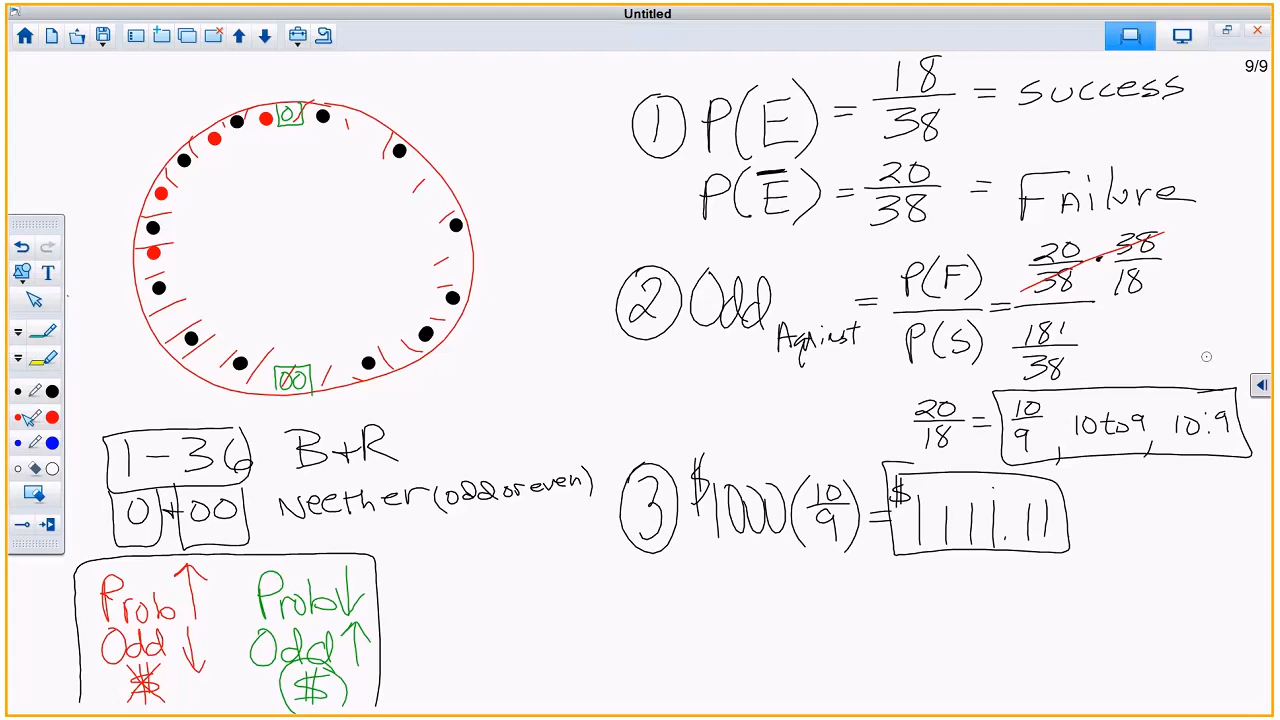 Untitled
9/9
0
00
1-36 B+R
0 + 00 Neether (odd or even)
Prob ↑ Prob ↓
Odd ↓ Odd ↑
$ $
① P(E) = 18/38 = success
P(E̅) = 20/38 = Failure
② Odd Against = P(F)/P(S) = 20/38 · 38/18
18/38
20/18 = 10/9, 10 to 9, 10:9
③ $1000 (10/9) = $1111.11
T